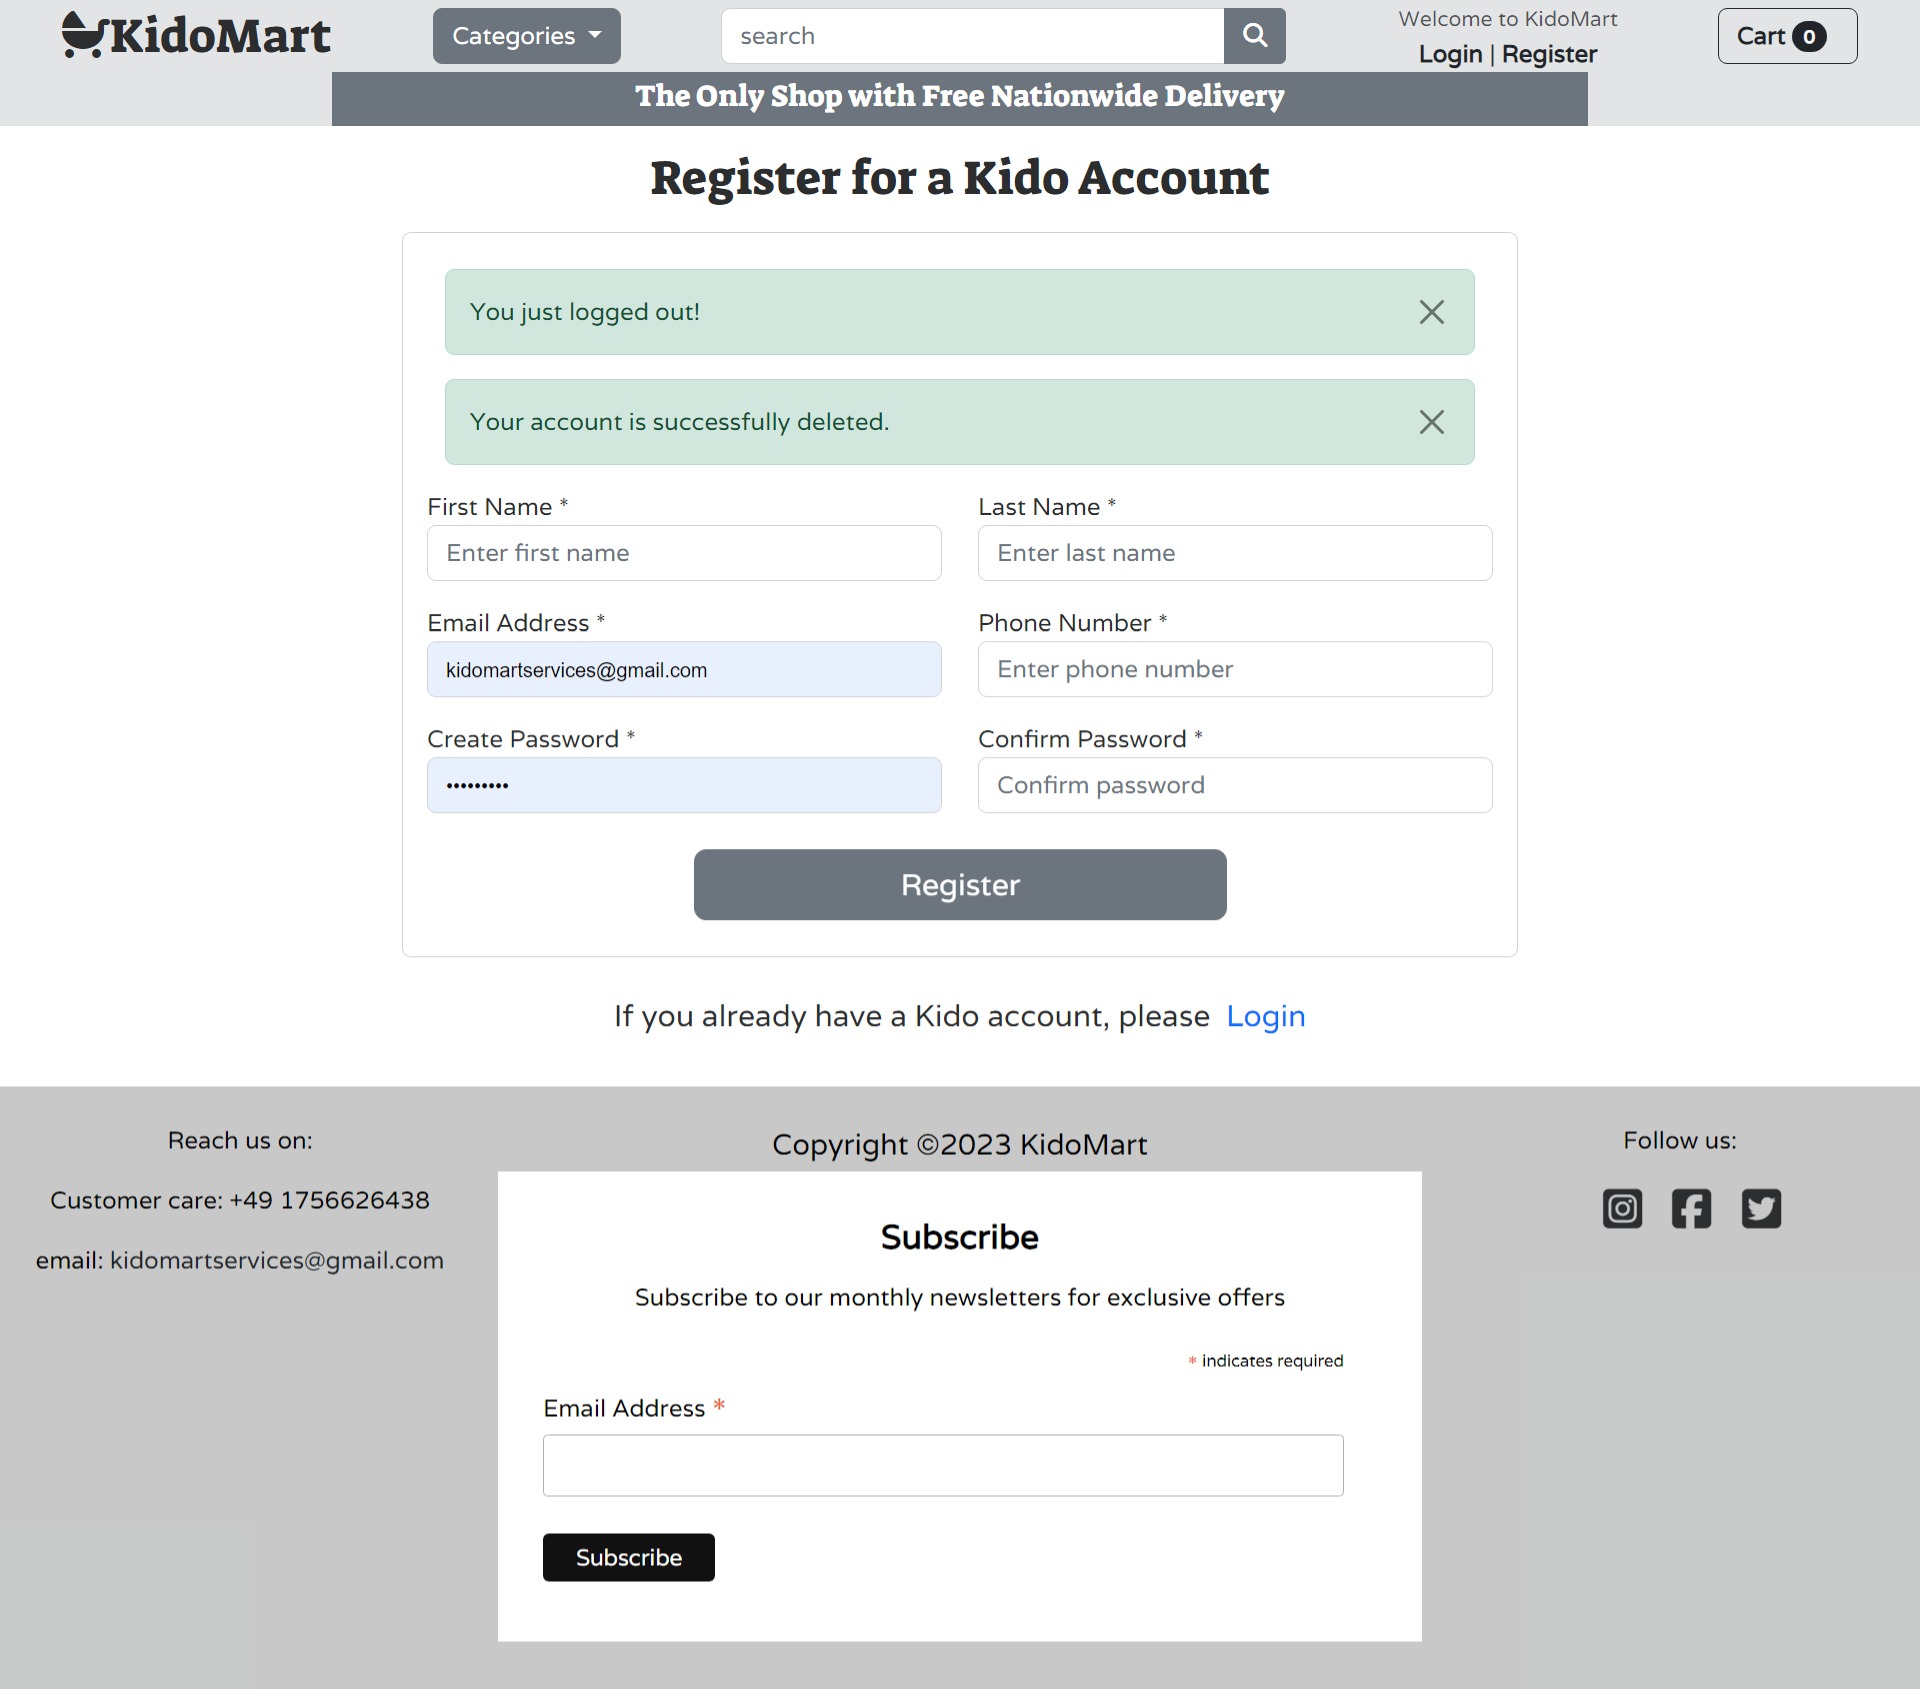 KidoMart
Categories
search
Welcome to KidoMart
Login | Register
Cart 0
The Only Shop with Free Nationwide Delivery
Register for a Kido Account
You just logged out!
Your account is successfully deleted.
First Name *
Last Name *
Enter first name
Enter last name
Email Address *
Phone Number *
kidomartservices@gmail.com
Enter phone number
Create Password *
Confirm Password *
•••••••••
Confirm password
Register
If you already have a Kido account, please Login
Reach us on:
Customer care: +49 1756626438
email: kidomartservices@gmail.com
Copyright ©2023 KidoMart
Subscribe
Subscribe to our monthly newsletters for exclusive offers
* indicates required
Email Address *
Subscribe
Follow us: